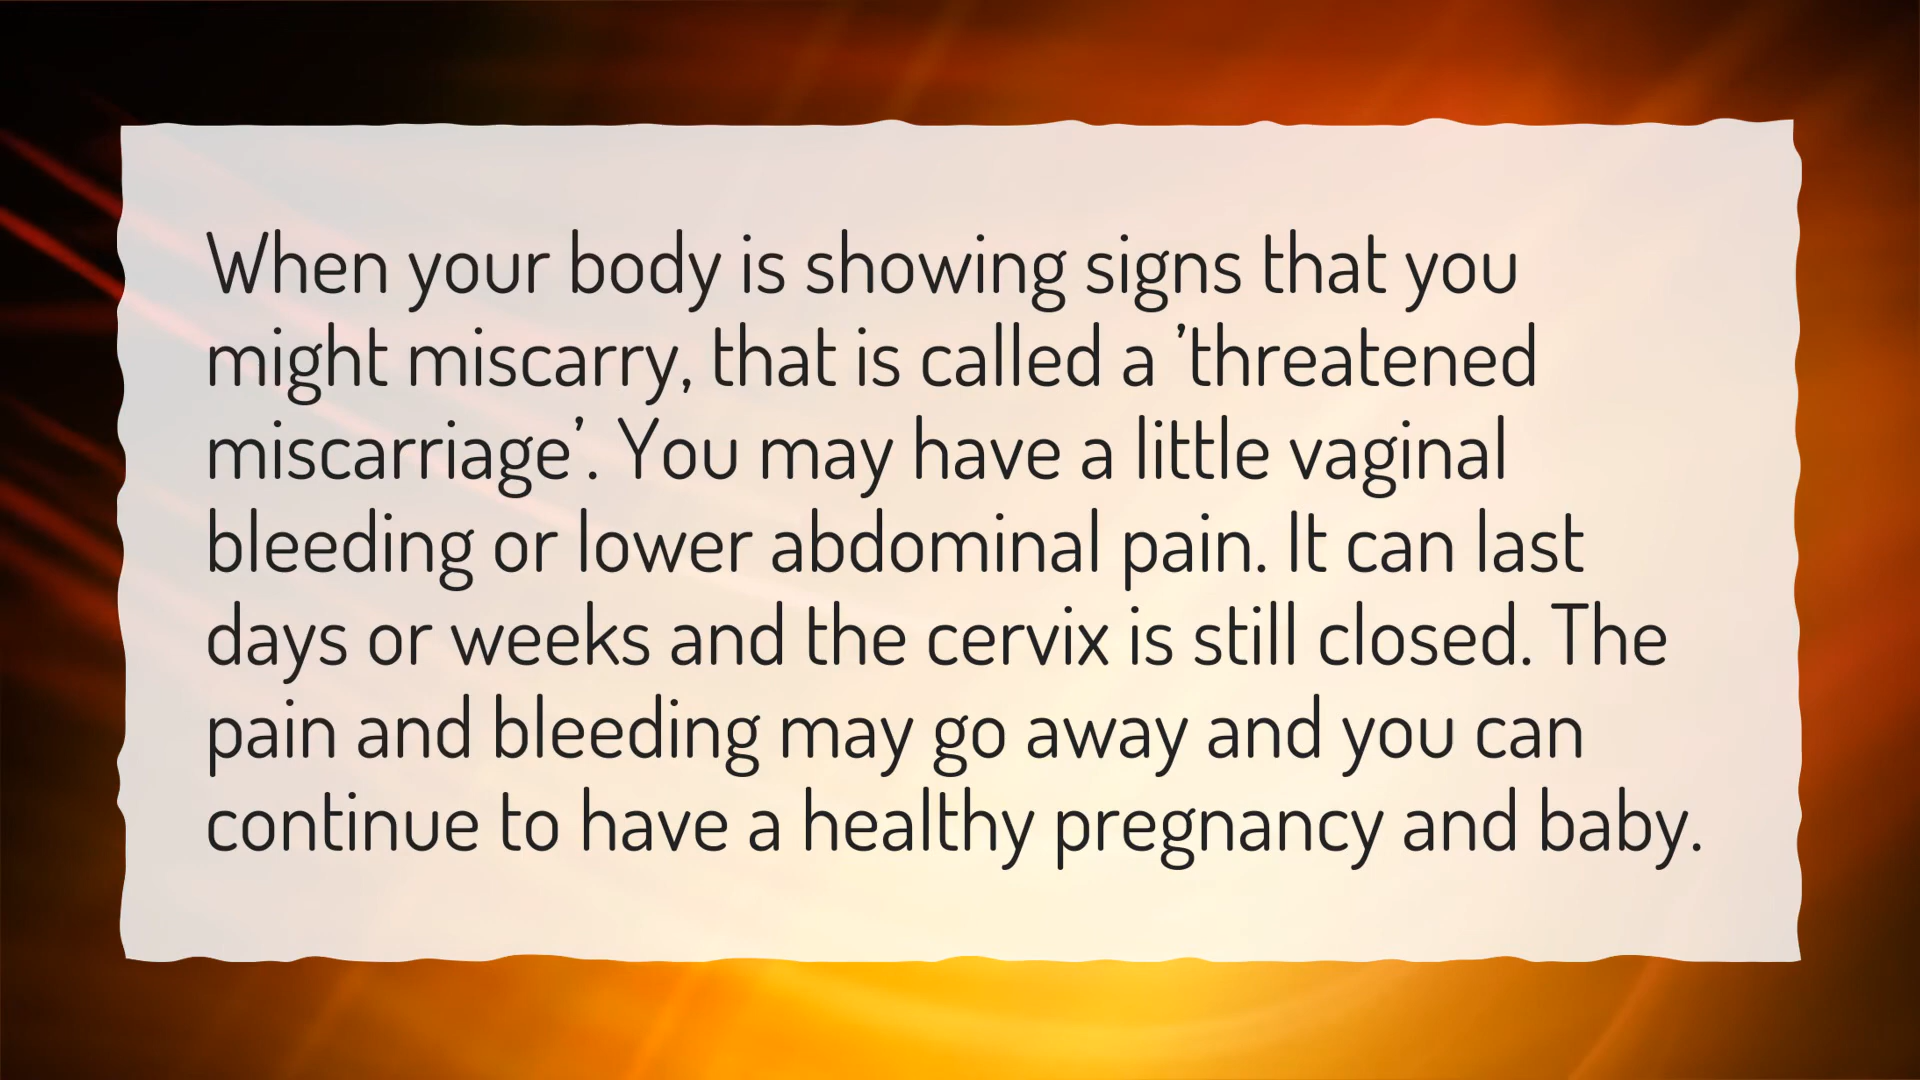 When your body is showing signs that you
might miscarry, that is called a ’threatened
miscarriage’. You may have a little vaginal
bleeding or lower abdominal pain. It can last
days or weeks and the cervix is still closed. The
pain and bleeding may go away and you can
continue to have a healthy pregnancy and baby.